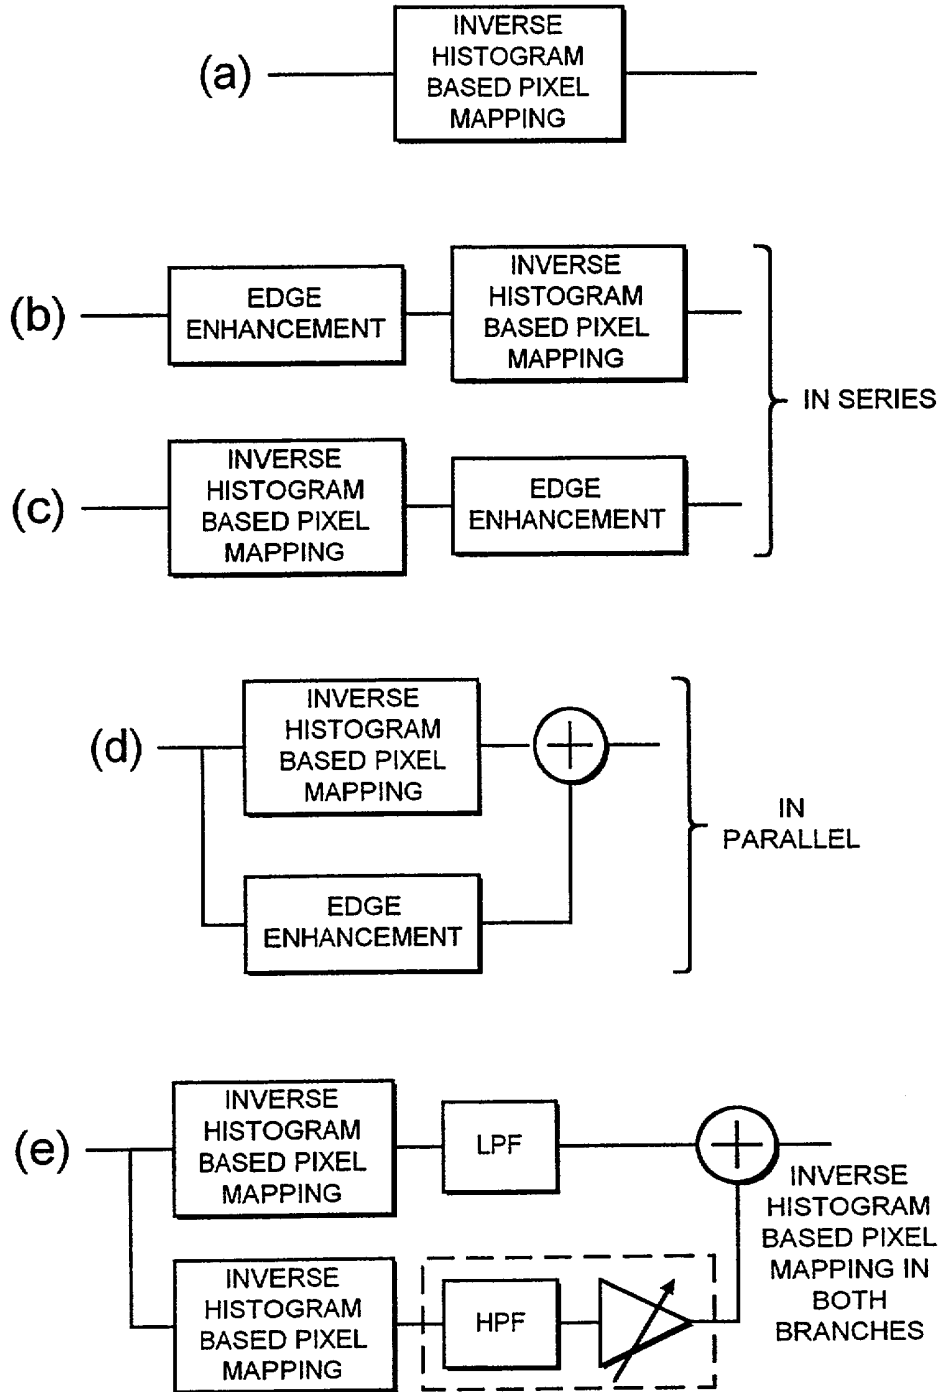 (a)
INVERSE
HISTOGRAM
BASED PIXEL
MAPPING
(b)
EDGE
ENHANCEMENT
INVERSE
HISTOGRAM
BASED PIXEL
MAPPING
(c)
INVERSE
HISTOGRAM
BASED PIXEL
MAPPING
EDGE
ENHANCEMENT
IN SERIES
(d)
INVERSE
HISTOGRAM
BASED PIXEL
MAPPING
EDGE
ENHANCEMENT
IN
PARALLEL
(e)
INVERSE
HISTOGRAM
BASED PIXEL
MAPPING
LPF
INVERSE
HISTOGRAM
BASED PIXEL
MAPPING
HPF
INVERSE
HISTOGRAM
BASED PIXEL
MAPPING IN
BOTH
BRANCHES